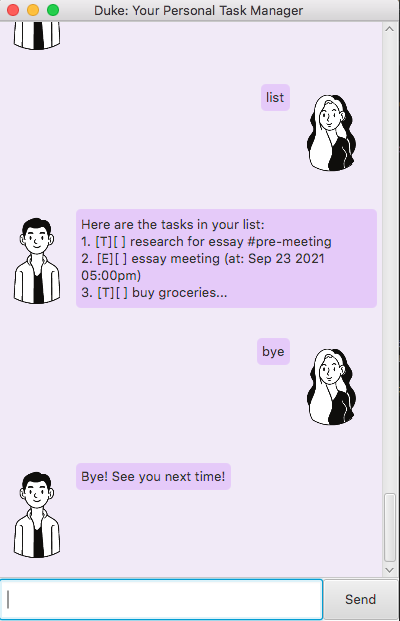 Duke: Your Personal Task Manager
list
Here are the tasks in your list:
1. [T][ ] research for essay #pre-meeting
2. [E][ ] essay meeting (at: Sep 23 2021
05:00pm)
3. [T][ ] buy groceries...
bye
Bye! See you next time!
Send